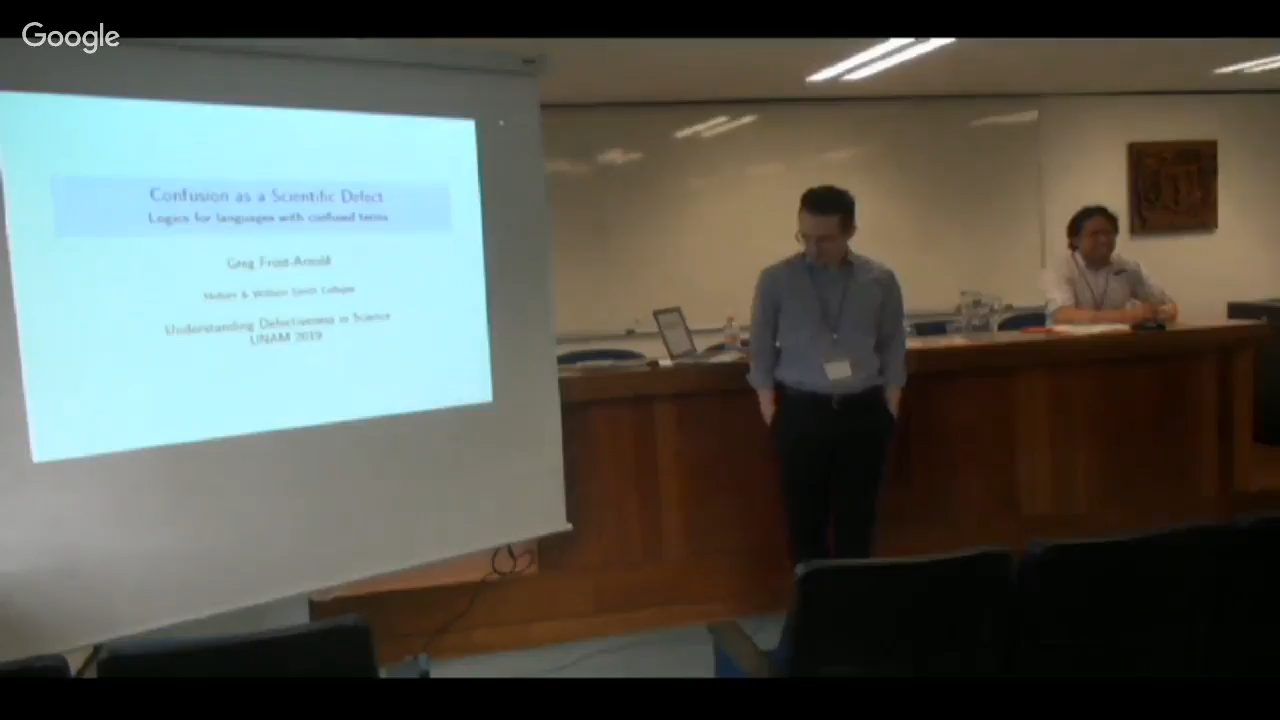 Google
Confusion as a Scientific Defect
Logics for languages with confused terms
Greg Frost-Arnold
Hobart & William Smith Colleges
Understanding Defectiveness in Science
UNAM 2019